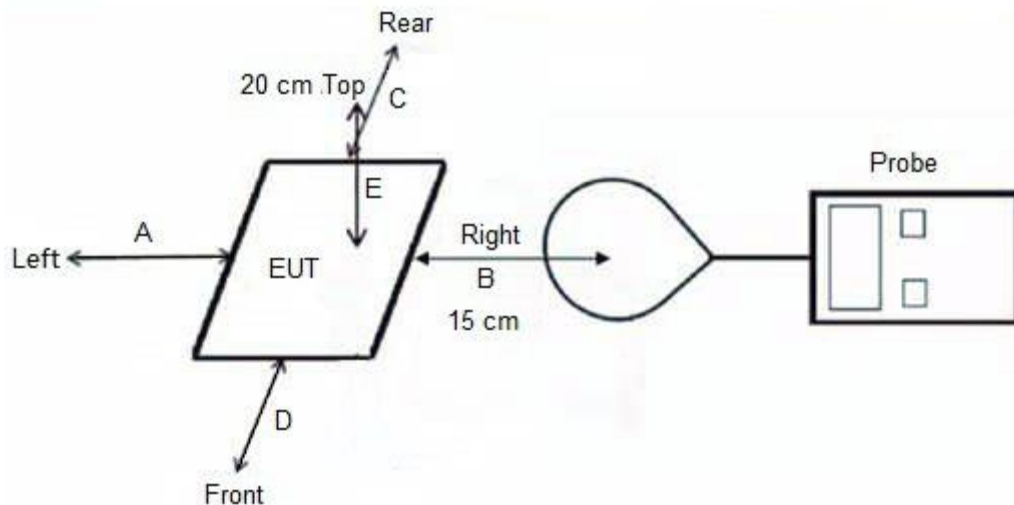 Rear
20 cm .Top
C
Probe
E
A
Right
Left
EUT
B
15 cm
D
Front